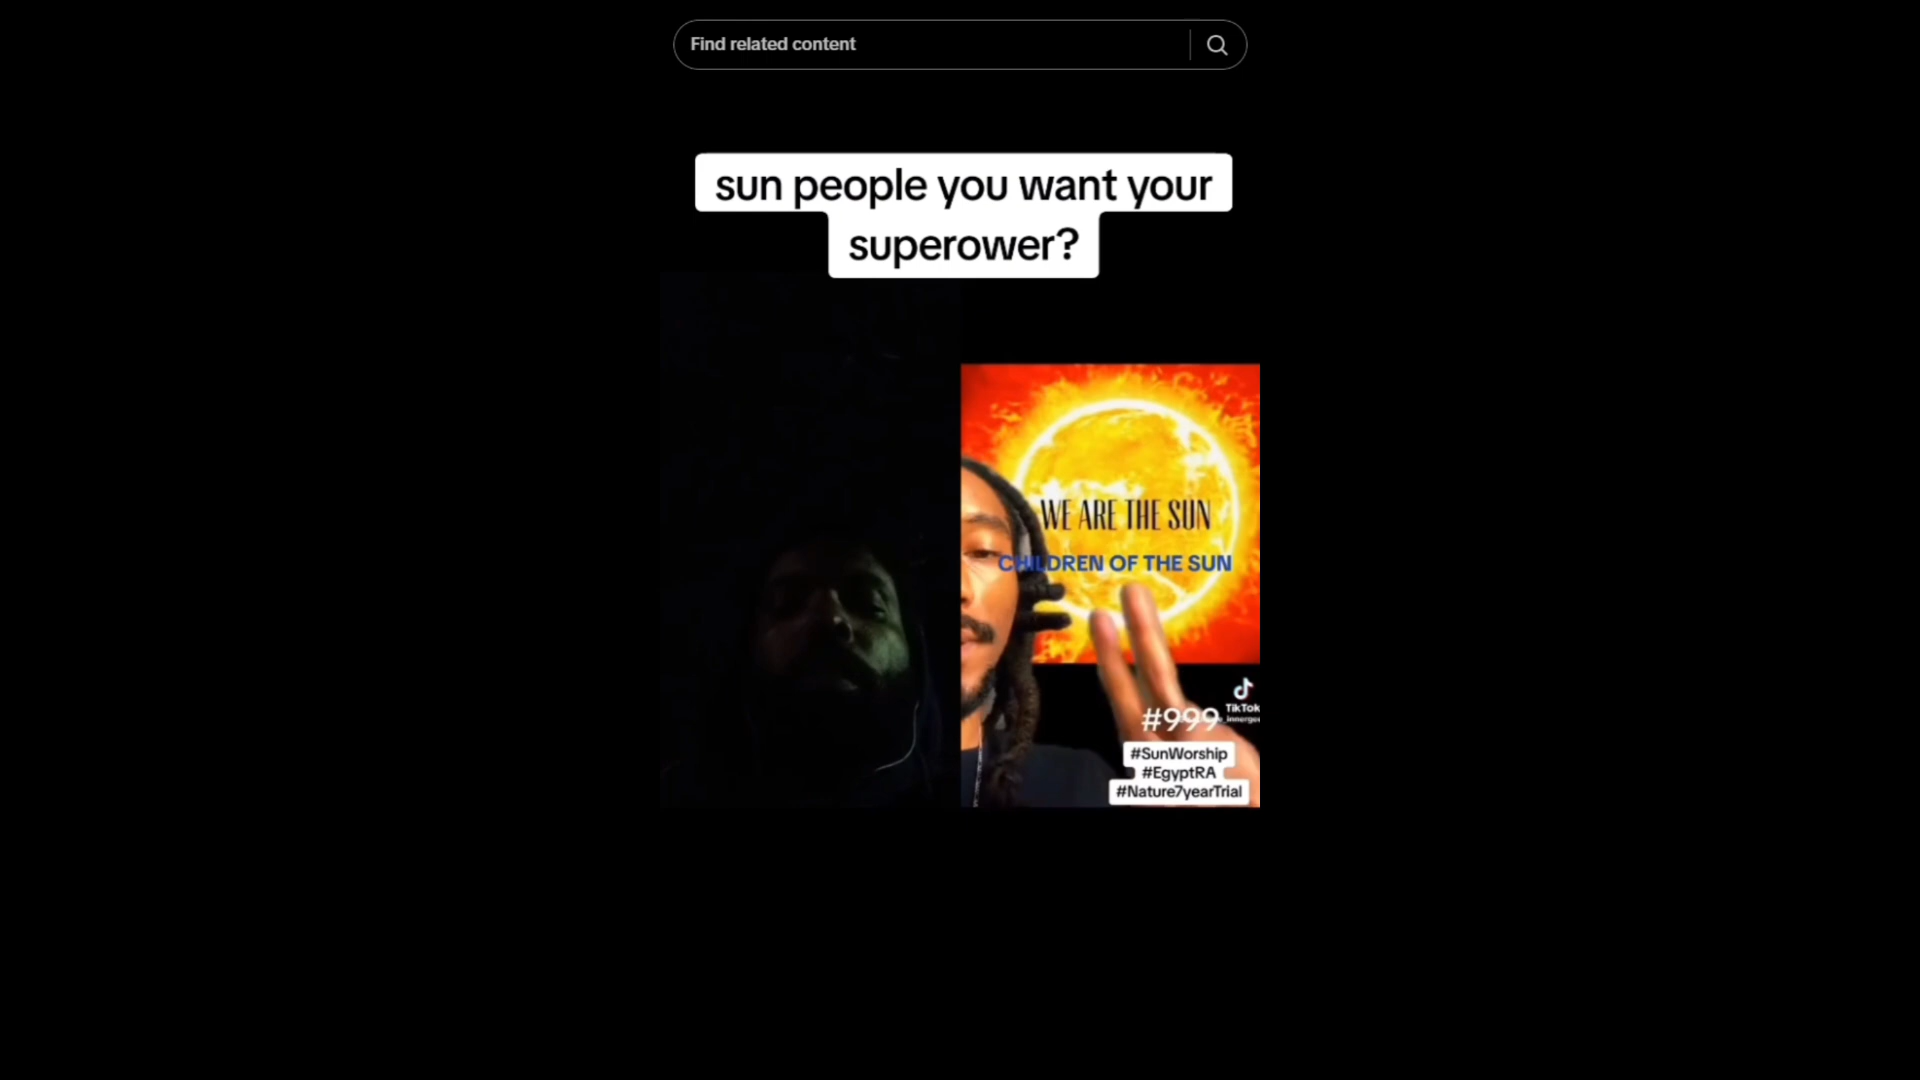 Find related content
sun people you want your
superower?
WE ARE THE SUN
CHILDREN OF THE SUN
TikTok
#999
#SunWorship
#EgyptRA
#Nature7yearTrial